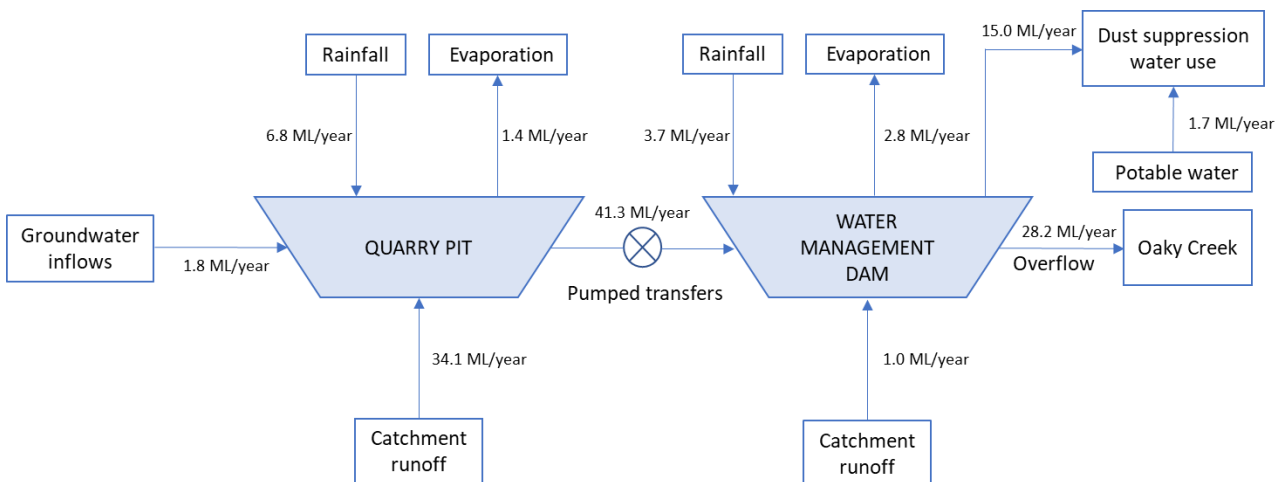 15.0 ML/year
Dust suppression
water use
Rainfall
Evaporation
Rainfall
Evaporation
6.8 ML/year
1.4 ML/year
3.7 ML/year
2.8 ML/year
1.7 ML/year
Potable water
Groundwater
inflows
1.8 ML/year
QUARRY PIT
41.3 ML/year
Pumped transfers
WATER
MANAGEMENT
DAM
28.2 ML/year
Overflow
Oaky Creek
34.1 ML/year
1.0 ML/year
Catchment
runoff
Catchment
runoff